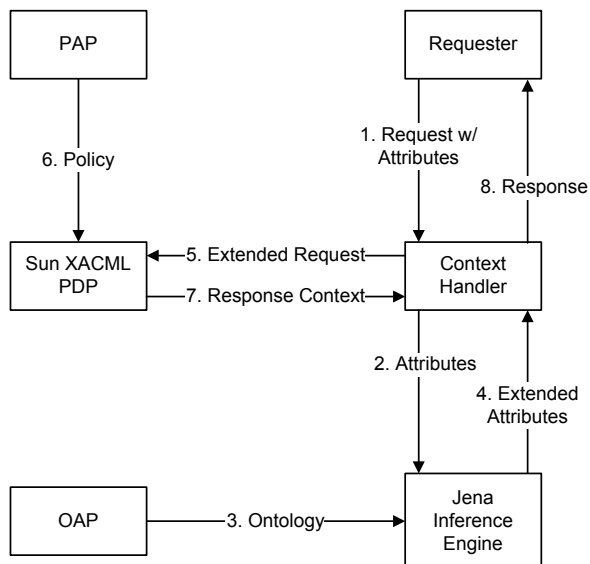 PAP
Requester
1. Request w/
Attributes
6. Policy
8. Response
Sun XACML
PDP
5. Extended Request
7. Response Context
Context
Handler
2. Attributes
4. Extended
Attributes
OAP
3. Ontology
Jena
Inference
Engine